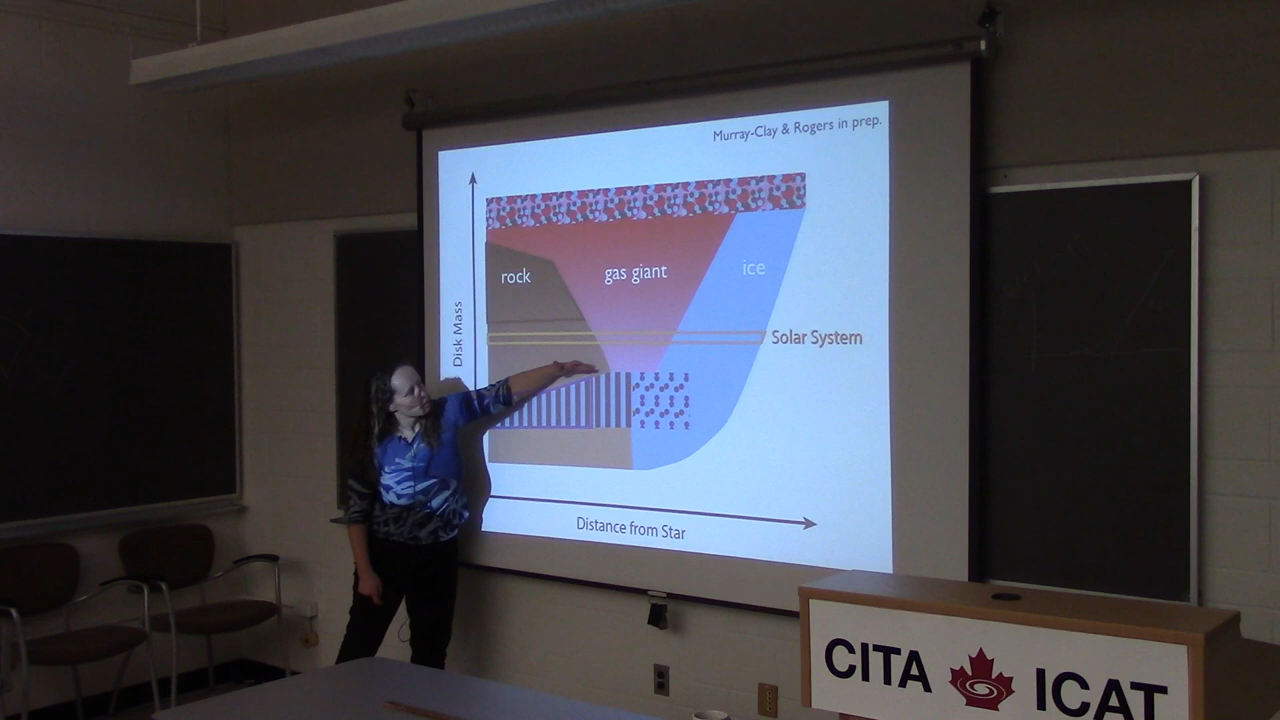 Murray-Clay & Rogers in prep.
rock
gas giant
ice
Disk Mass
Solar System
Distance from Star
CITA ICAT